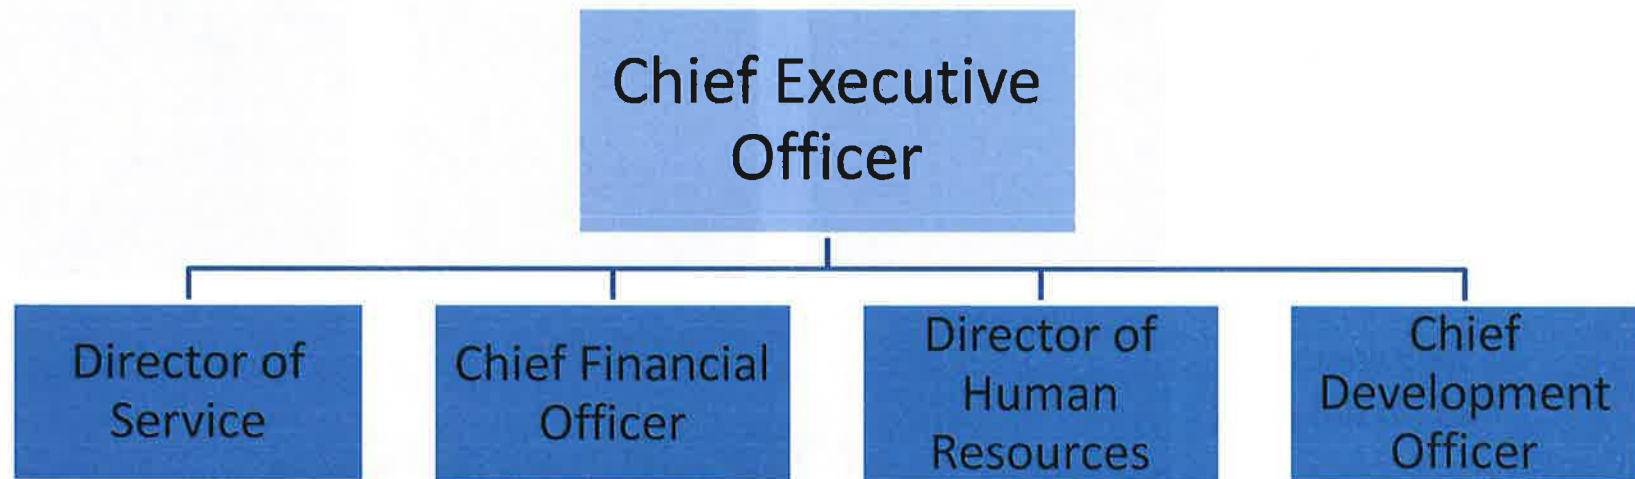 Chief Executive
Officer
Director of
Service
Chief Financial
Officer
Director of
Human
Resources
Chief
Development
Officer